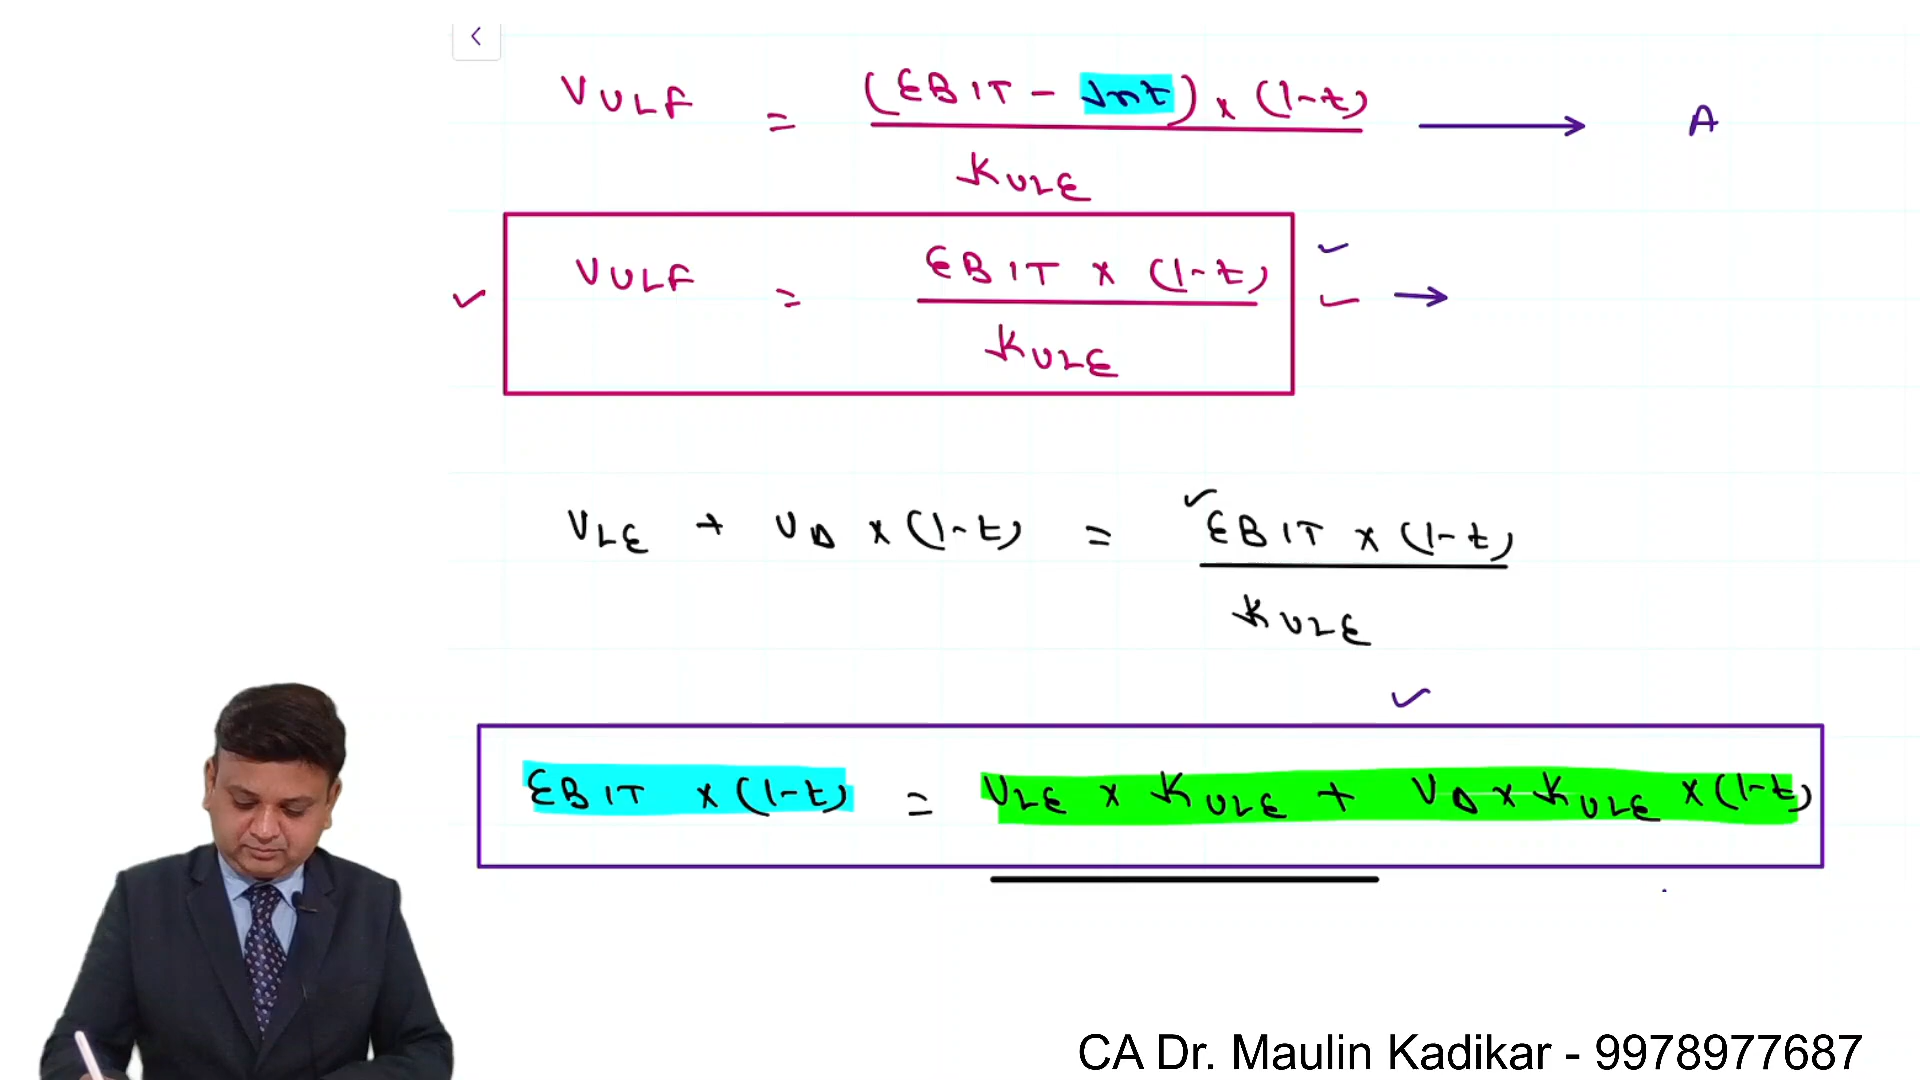 VULF = (EBIT - Int) x (1-t) → A
KULE
✓ VULF = EBIT x (1-t) ✓ ✓ →
KULE
VLE + VD x (1-t) = ✓ EBIT x (1-t)
KULE
✓
EBIT x (1-t) = VLE x KULE + VD x KULE x (1-t)
CA Dr. Maulin Kadikar - 9978977687